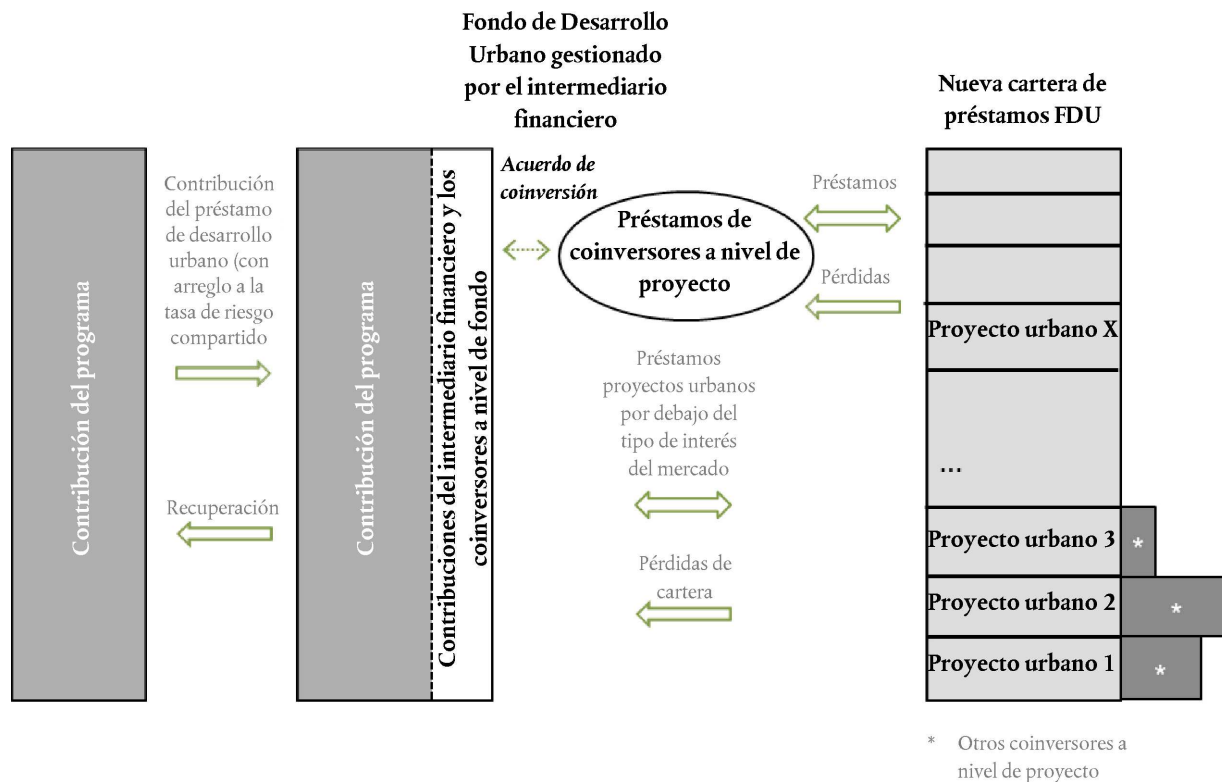 Fondo de Desarrollo
Urbano gestionado
por el intermediario
financiero
Nueva cartera de
préstamos FDU
Contribución del programa
Contribución
del préstamo
de desarrollo
urbano (con
arreglo a la
tasa de riesgo
compartido
Recuperación
Contribución del programa
Contribuciones del intermediario financiero y los
coinversores a nivel de fondo
Acuerdo de
coinversión
Préstamos de
coinversores a nivel de
proyecto
Préstamos
Pérdidas
Préstamos
proyectos urbanos
por debajo del
tipo de interés
del mercado
Pérdidas de
cartera
Proyecto urbano X
...
Proyecto urbano 3
*
Proyecto urbano 2
*
Proyecto urbano 1
*
* Otros coinversores a
nivel de proyecto